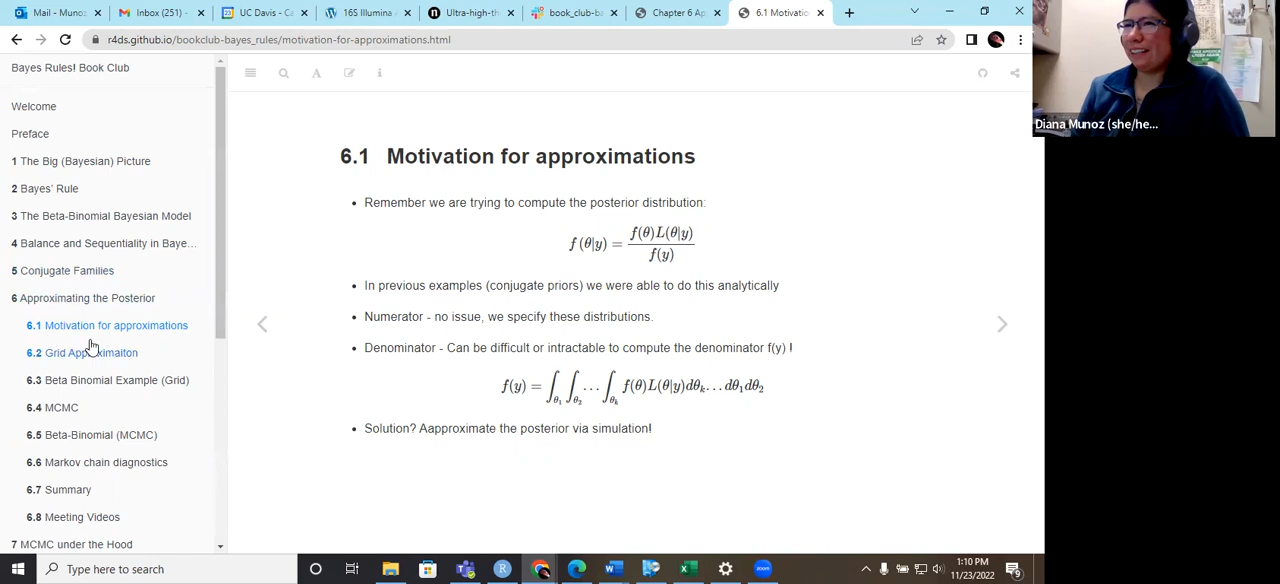 Mail - Munoz
Inbox (251) -
UC Davis - Ca
16S Illumina
Ultra-high-th
book_club-ba
Chapter 6 Ap
6.1 Motivatio
r4ds.github.io/bookclub-bayes_rules/motivation-for-approximations.html
Bayes Rules! Book Club
Welcome
Preface
1 The Big (Bayesian) Picture
2 Bayes' Rule
3 The Beta-Binomial Bayesian Model
4 Balance and Sequentiality in Baye...
5 Conjugate Families
6 Approximating the Posterior
6.1 Motivation for approximations
6.2 Grid Approximaiton
6.3 Beta Binomial Example (Grid)
6.4 MCMC
6.5 Beta-Binomial (MCMC)
6.6 Markov chain diagnostics
6.7 Summary
6.8 Meeting Videos
7 MCMC under the Hood
6.1 Motivation for approximations
• Remember we are trying to compute the posterior distribution:
f(θ|y) = f(θ)L(θ|y) / f(y)
• In previous examples (conjugate priors) we were able to do this analytically
• Numerator - no issue, we specify these distributions.
• Denominator - Can be difficult or intractable to compute the denominator f(y) !
f(y) = ∫θ₁ ∫θ₂ ... ∫θₖ f(θ)L(θ|y)dθₖ ... dθ₁dθ₂
• Solution? Aapproximate the posterior via simulation!
Diana Munoz (she/he...
Type here to search
1:10 PM
11/23/2022
9